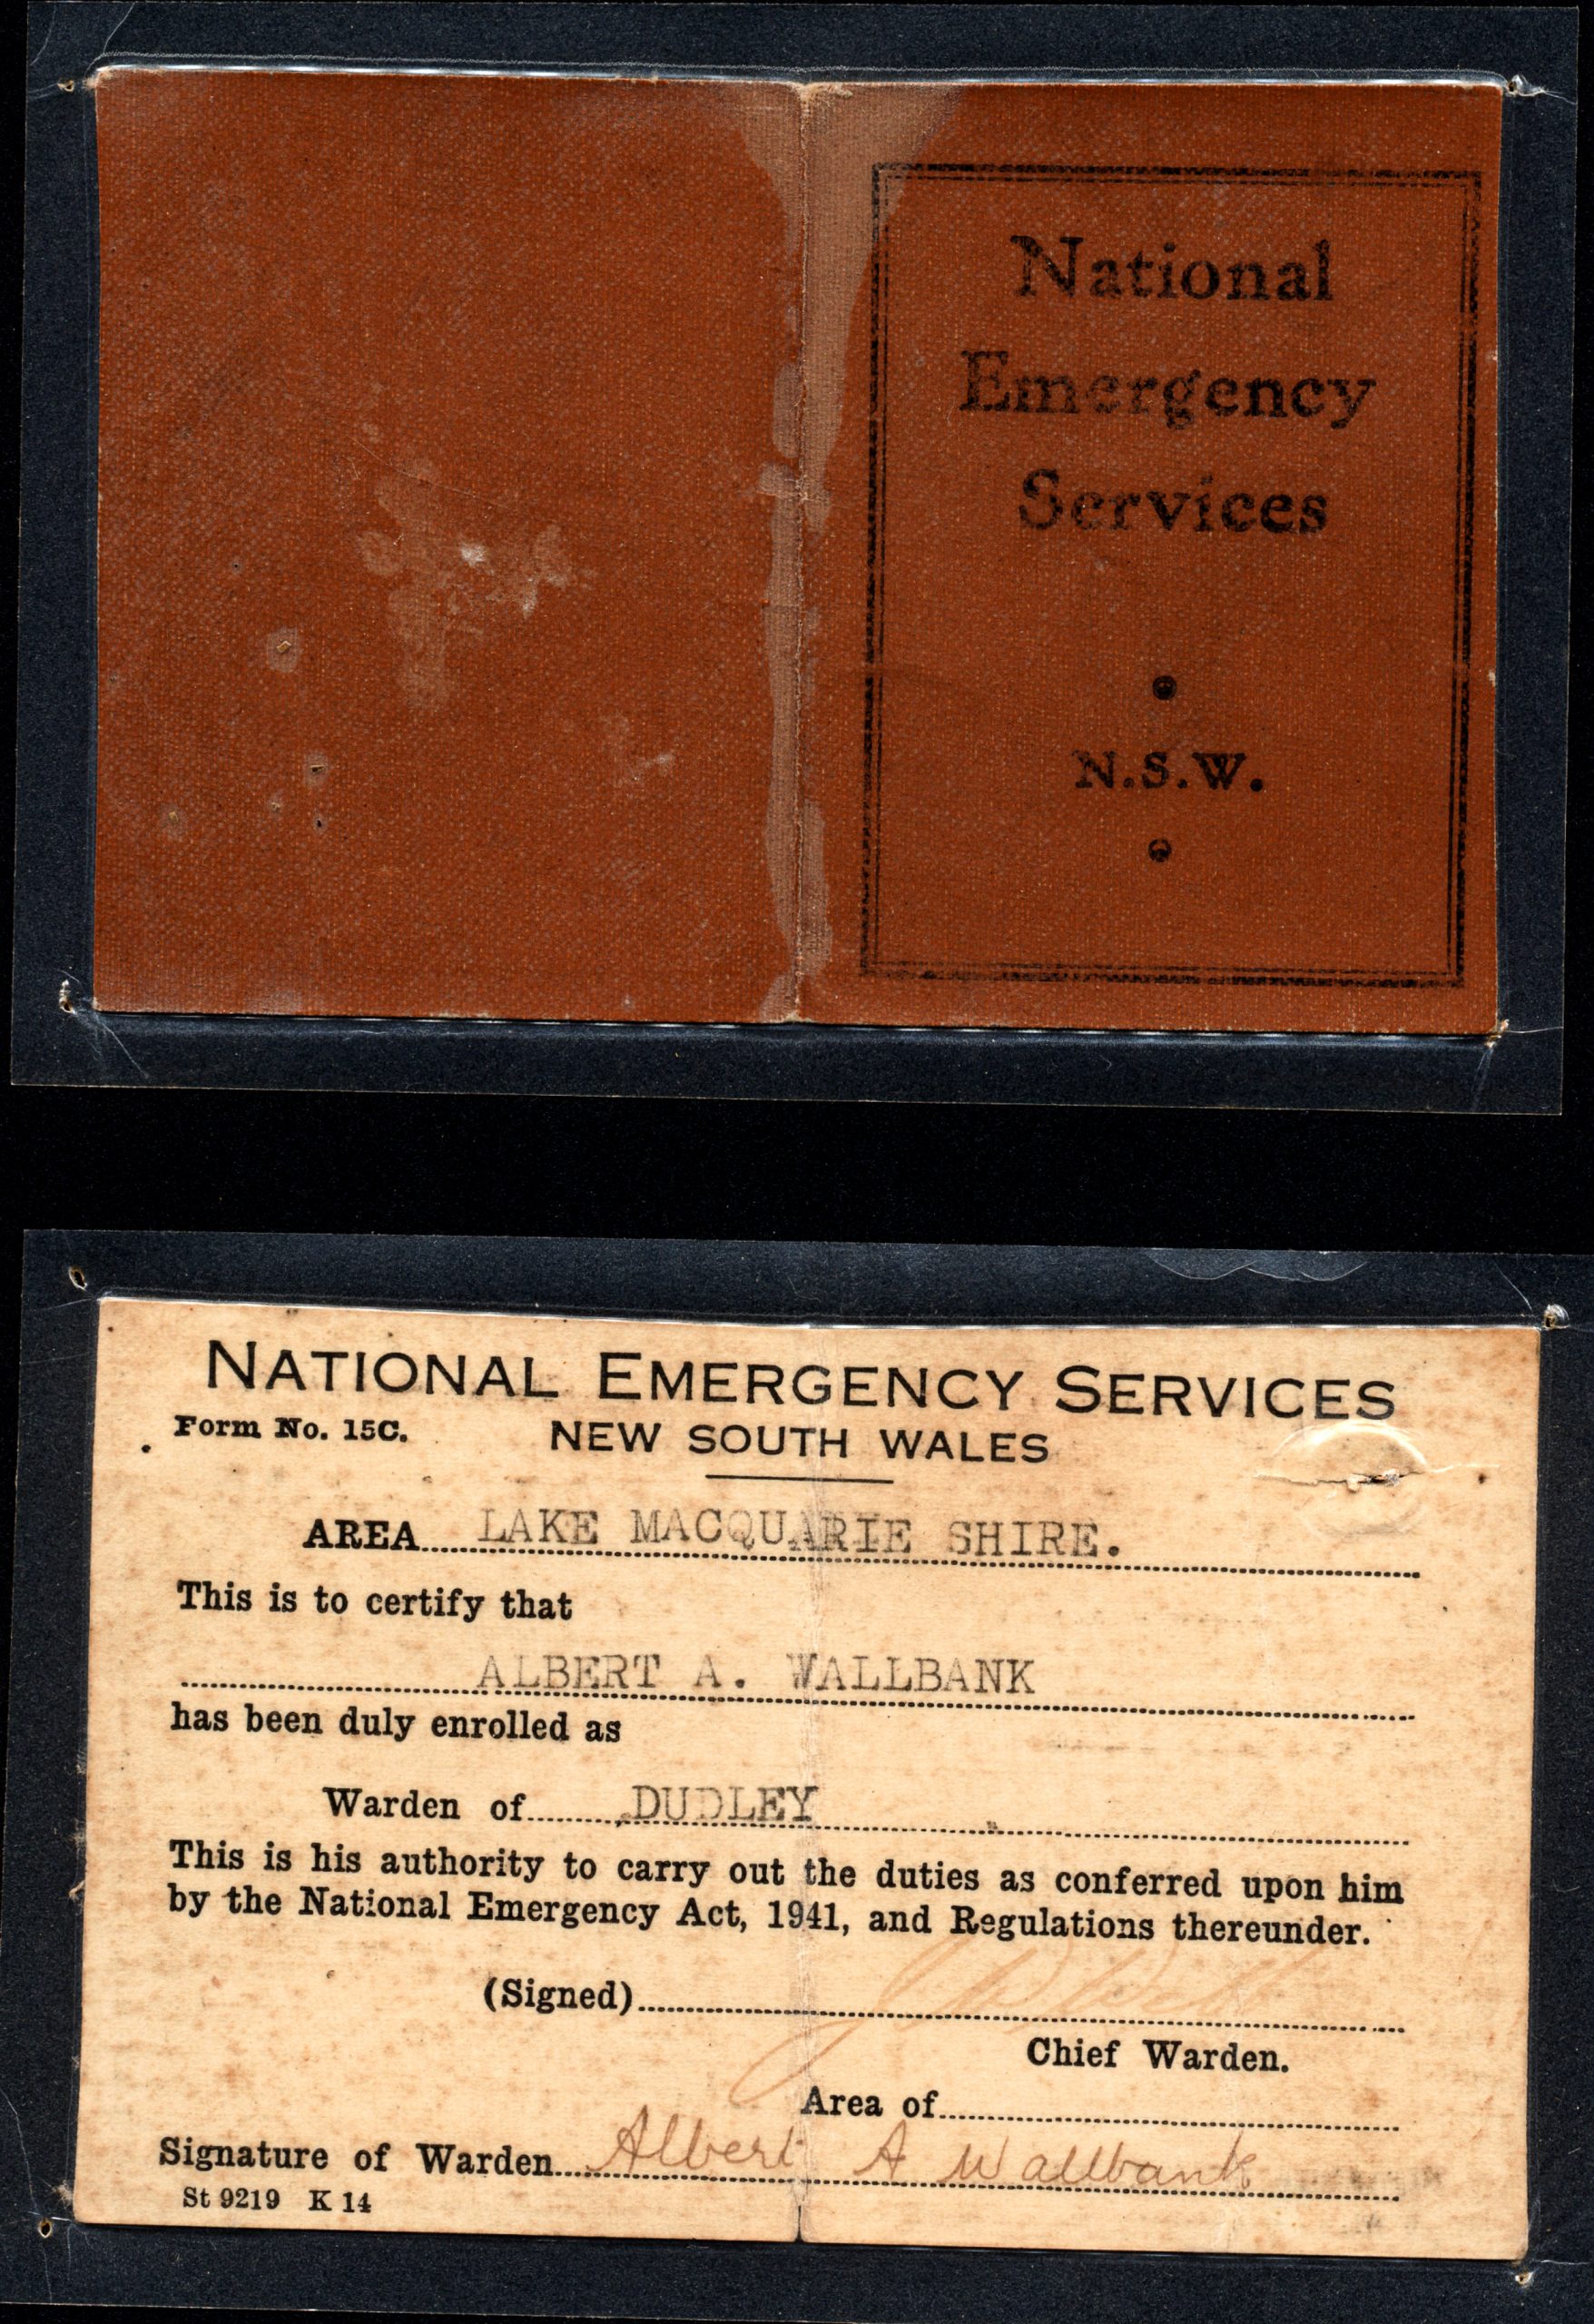 National
Emergency
Services
N.S.W.
NATIONAL EMERGENCY SERVICES
Form No. 15C.
NEW SOUTH WALES
AREA LAKE MACQUARIE SHIRE.
This is to certify that
ALBERT A. WALLBANK
has been duly enrolled as
Warden of DUDLEY
This is his authority to carry out the duties as conferred upon him
by the National Emergency Act, 1941, and Regulations thereunder.
(Signed)
Chief Warden.
Area of
Signature of Warden Albert A Wallbank
St 9219 K 14